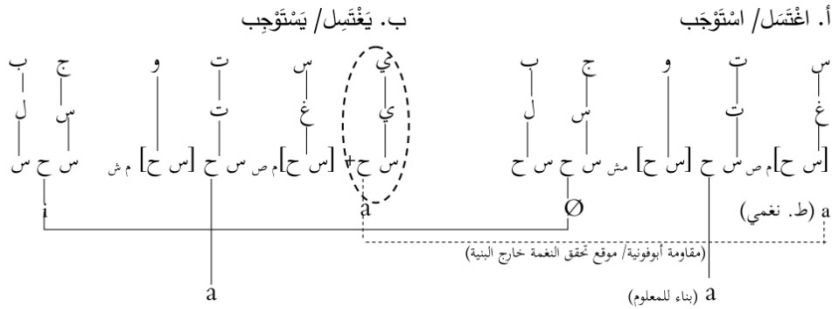 أ. اغْتَسَل/ اسْتَوْجَب
ب. يَغْتَسِل/ يَسْتَوْجِب
س ت و ج ب
غ ت س ل
[س ح] م ص س ح [س ح] مش س ح س ح
a (ط. نغمي) Ø
(مقاومة أبوفونية/ موقع تحقق النغمة خارج البنية)
a (بناء للمعلوم)
ي س ت و ج ب
ي غ ت س ل
س ح + [س ح] م ص س ح [س ح] م ش س ح س
a i
a